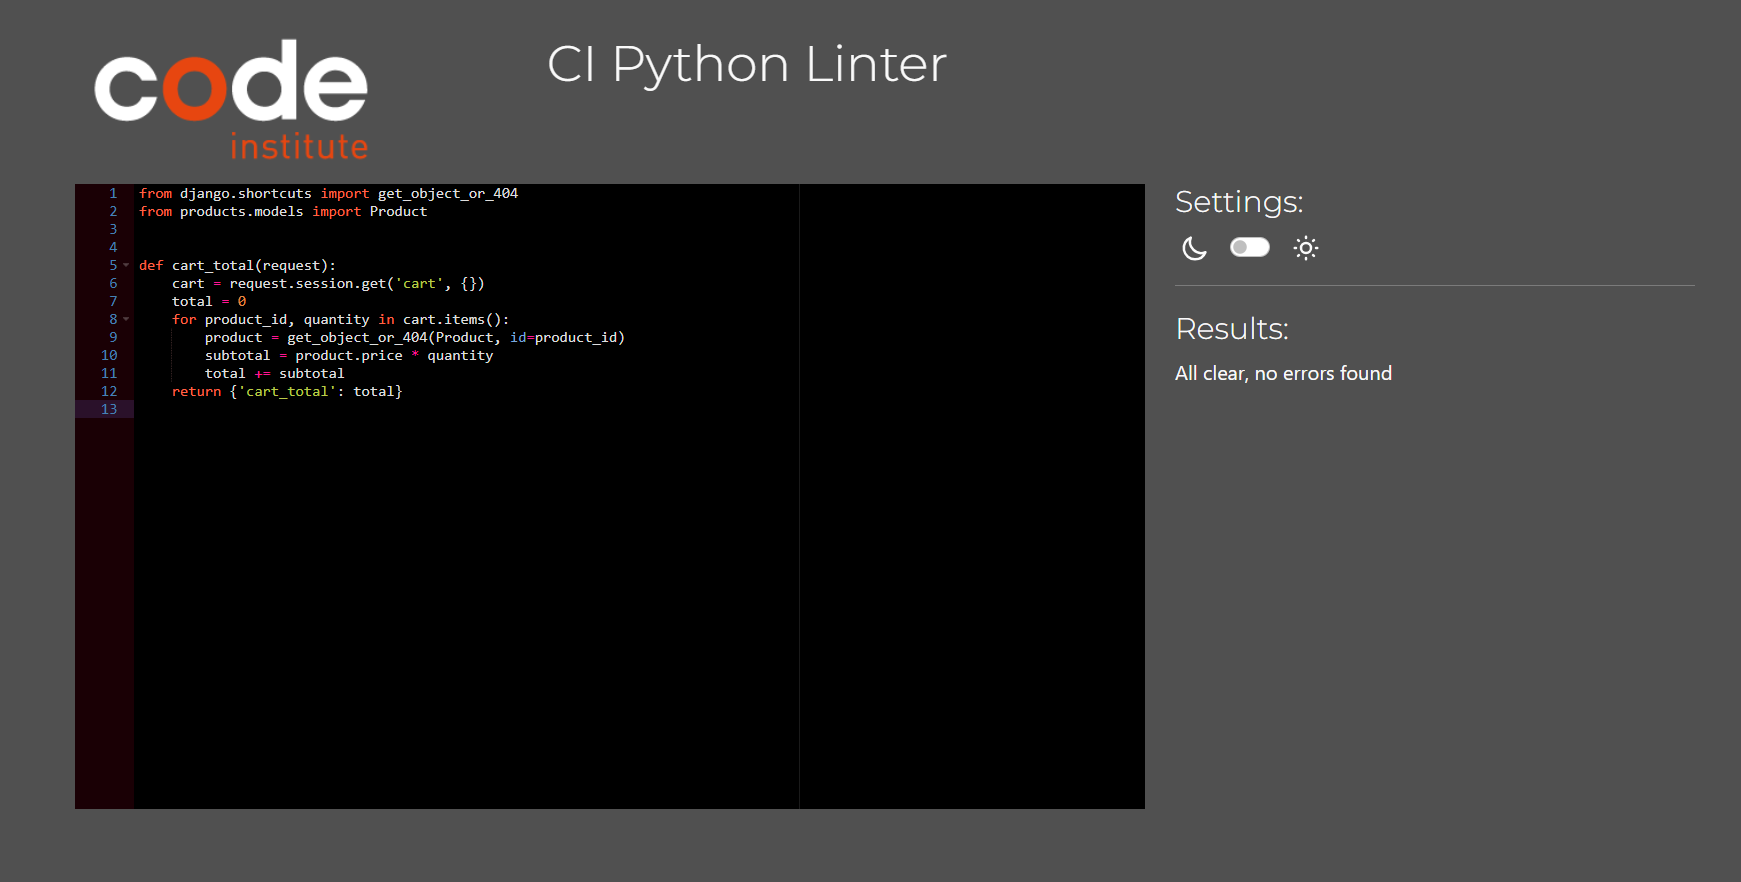 code
institute
CI Python Linter
1 from django.shortcuts import get_object_or_404
2 from products.models import Product
3
4
5 def cart_total(request):
6     cart = request.session.get('cart', {})
7     total = 0
8     for product_id, quantity in cart.items():
9         product = get_object_or_404(Product, id=product_id)
10         subtotal = product.price * quantity
11         total += subtotal
12     return {'cart_total': total}
13
Settings:
Results:
All clear, no errors found